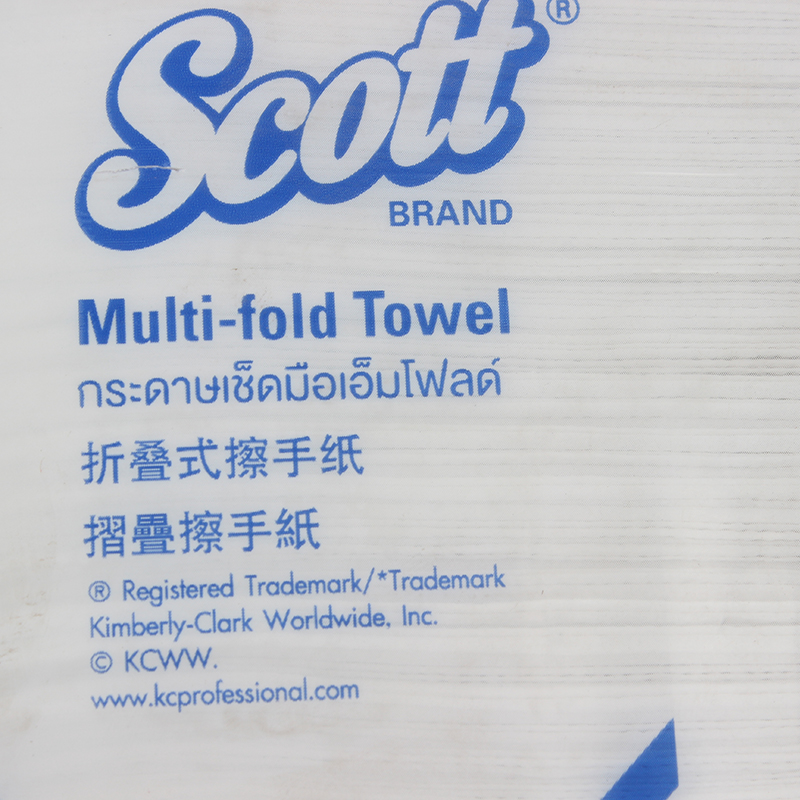 Scott®
BRAND
Multi-fold Towel
กระดาษเช็ดมือเอ็มโฟลด์
折叠式擦手纸
摺疊擦手紙
® Registered Trademark/*Trademark
Kimberly-Clark Worldwide, Inc.
© KCWW.
www.kcprofessional.com